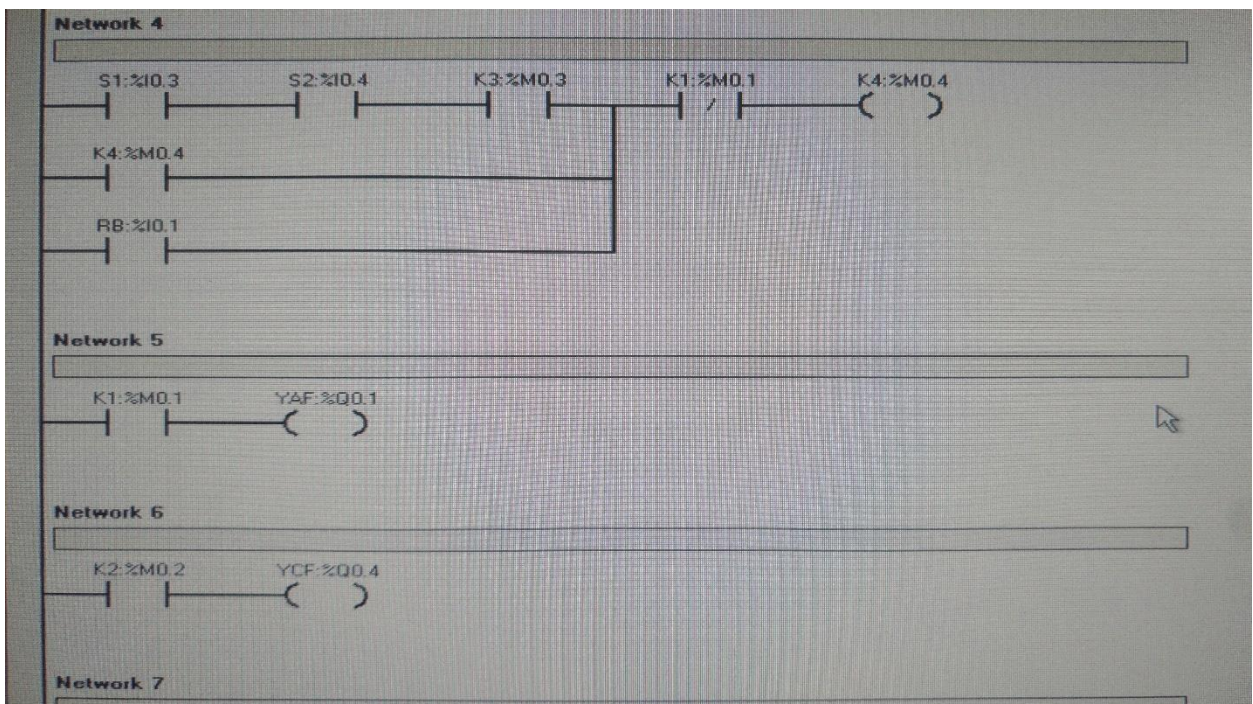 Network 4
S1:%I0.3 S2:%I0.4 K3:%M0.3 K1:%M0.1 K4:%M0.4
K4:%M0.4
RB:%I0.1
Network 5
K1:%M0.1 YAF:%Q0.1
Network 6
K2:%M0.2 YCF:%Q0.4
Network 7